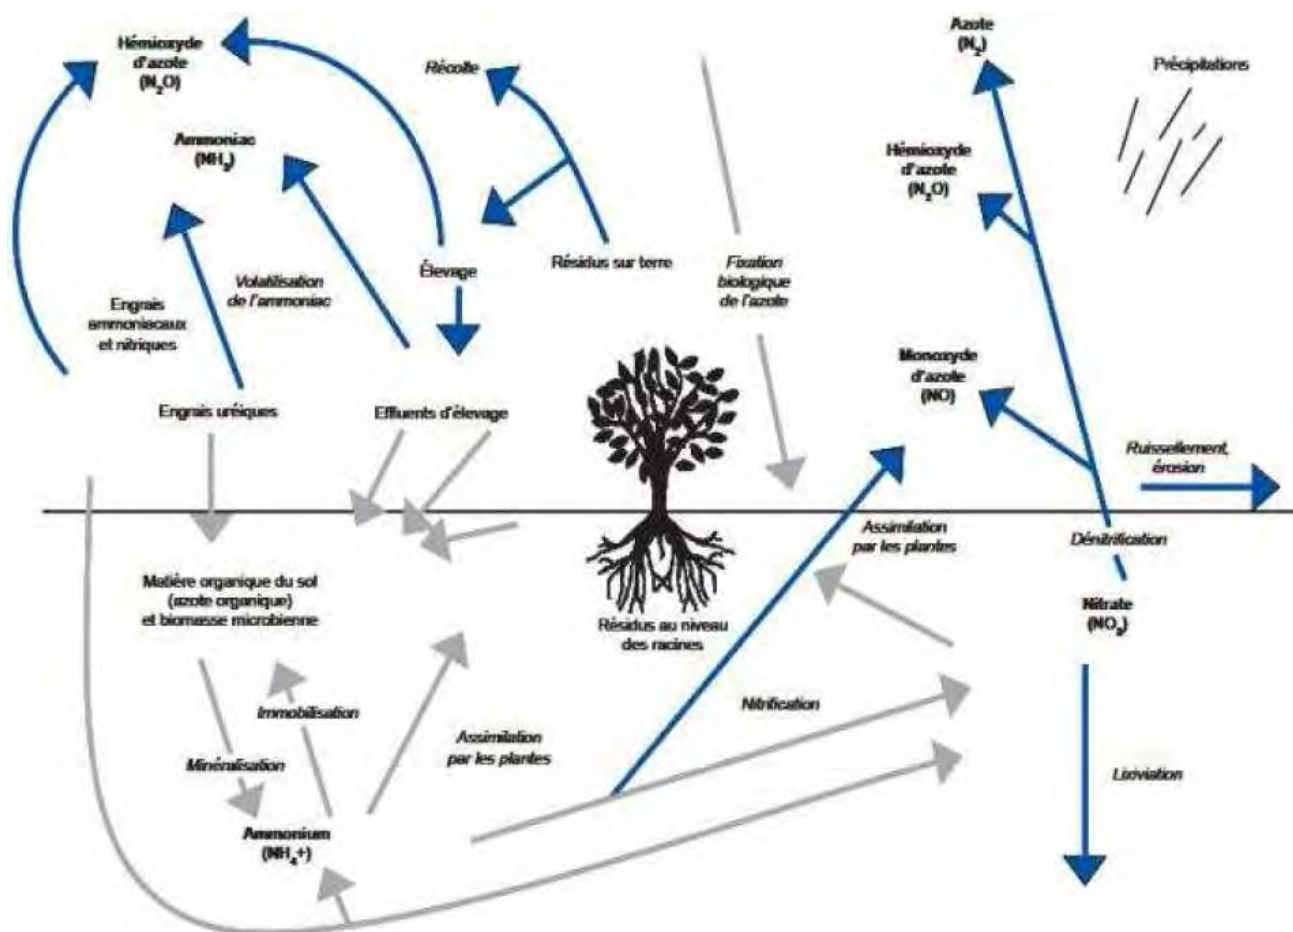 Hémioxyde
d'azote
(N₂O)
Ammoniac
(NH₃)
Récolte
Azote
(N₂)
Précipitations
Hémioxyde
d'azote
(N₂O)
Engrais
ammoniacaux
et nitriques
Volatilisation
de l'ammoniac
Élevage
Résidus sur terre
Fixation
biologique
de l'azote
Monoxyde
d'azote
(NO)
Engrais uréiques
Effluents d'élevage
Ruissellement,
érosion
Matière organique du sol
(azote organique)
et biomasse microbienne
Résidus au niveau
des racines
Assimilation
par les plantes
Dénitrification
Nitrate
(NO₃)
Immobilisation
Minéralisation
Assimilation
par les plantes
Nitrification
Lixiviation
Ammonium
(NH₄+)